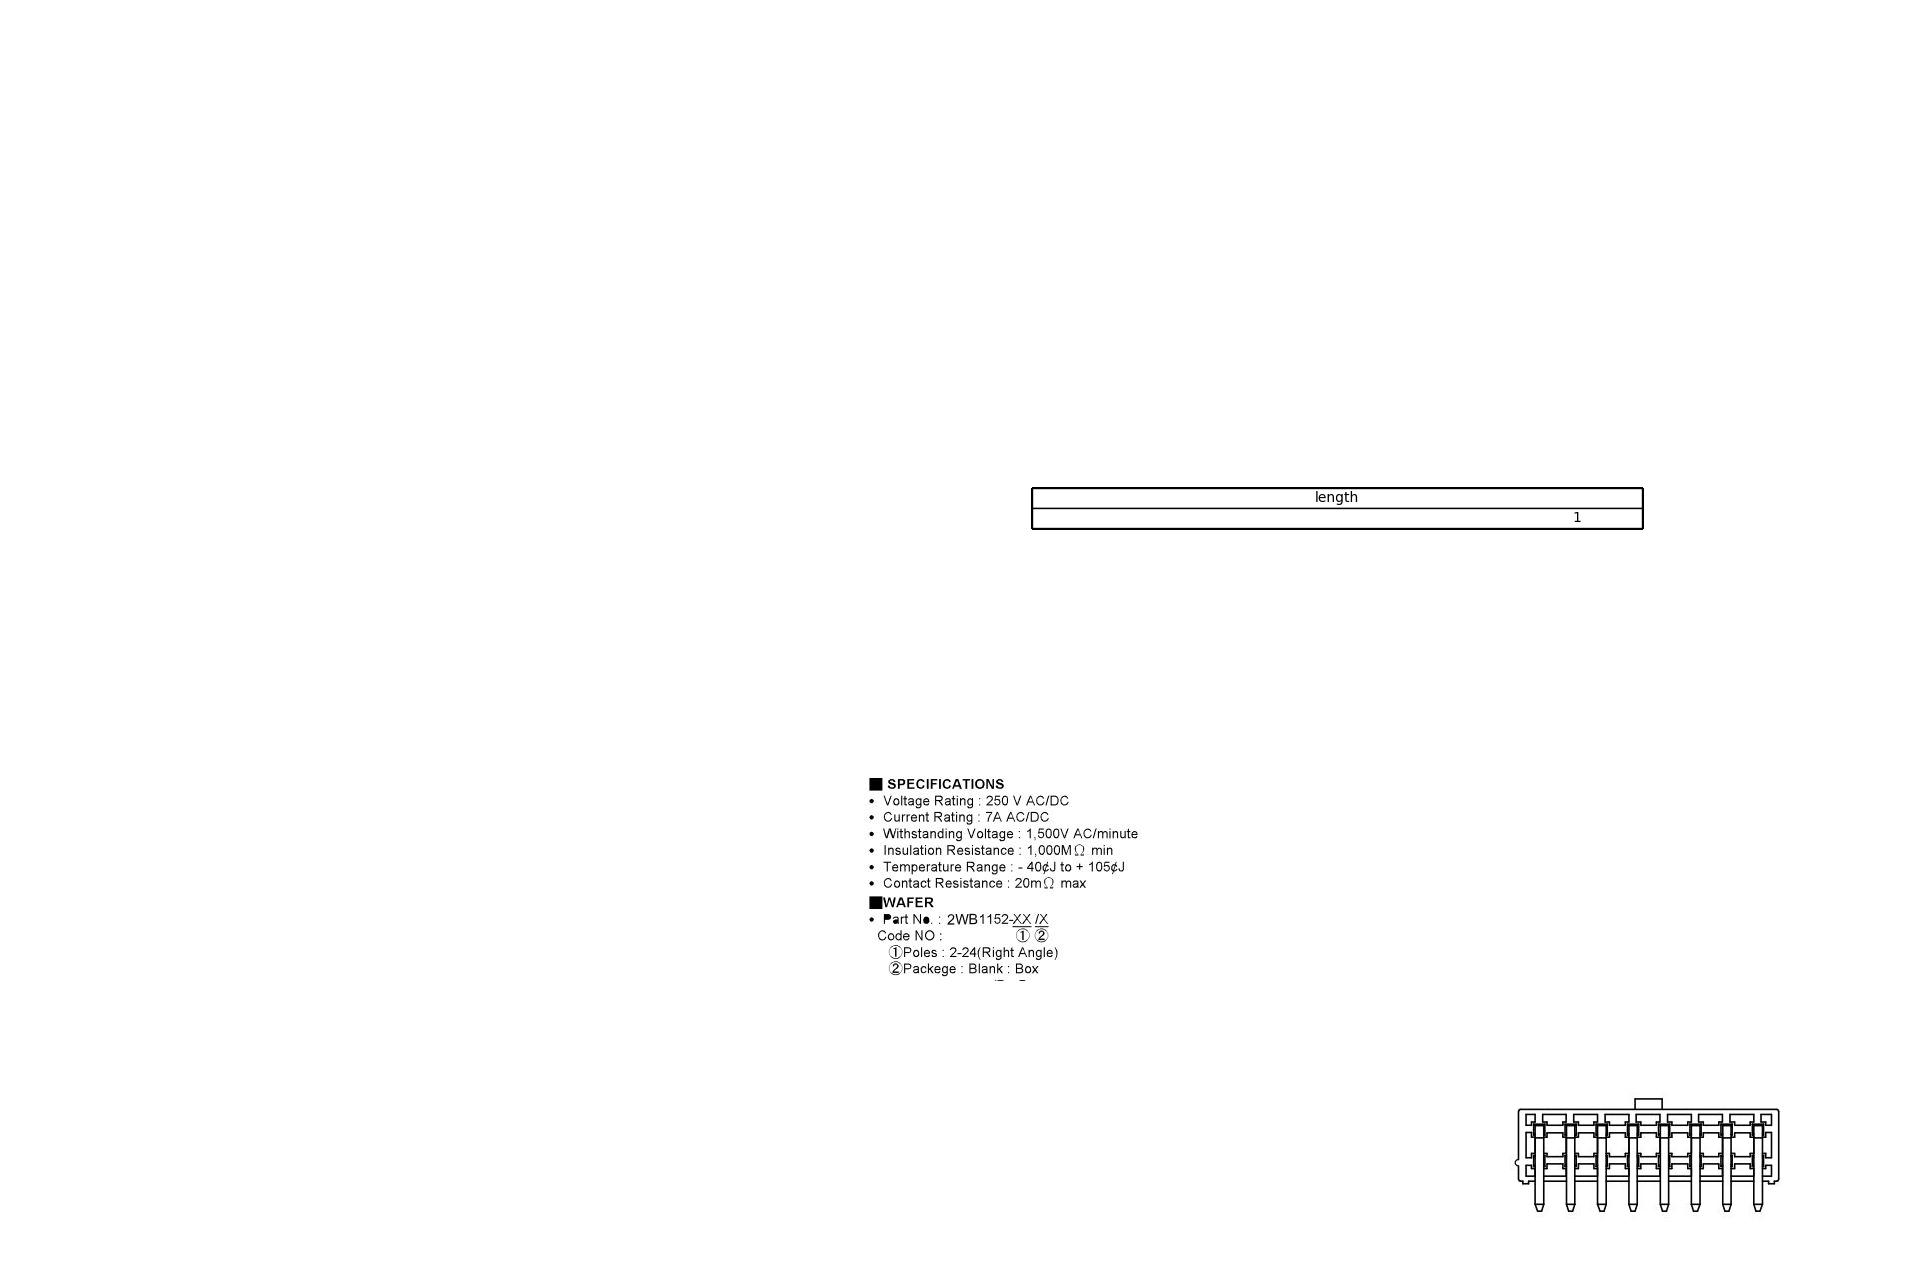 length
1
■ SPECIFICATIONS
• Voltage Rating : 250 V AC/DC
• Current Rating : 7A AC/DC
• Withstanding Voltage : 1,500V AC/minute
• Insulation Resistance : 1,000MΩ min
• Temperature Range : - 40¢J to + 105¢J
• Contact Resistance : 20mΩ max
■WAFER
• Part No. : 2WB1152-XX /X
Code NO : ① ②
①Poles : 2-24(Right Angle)
②Packege : Blank : Box